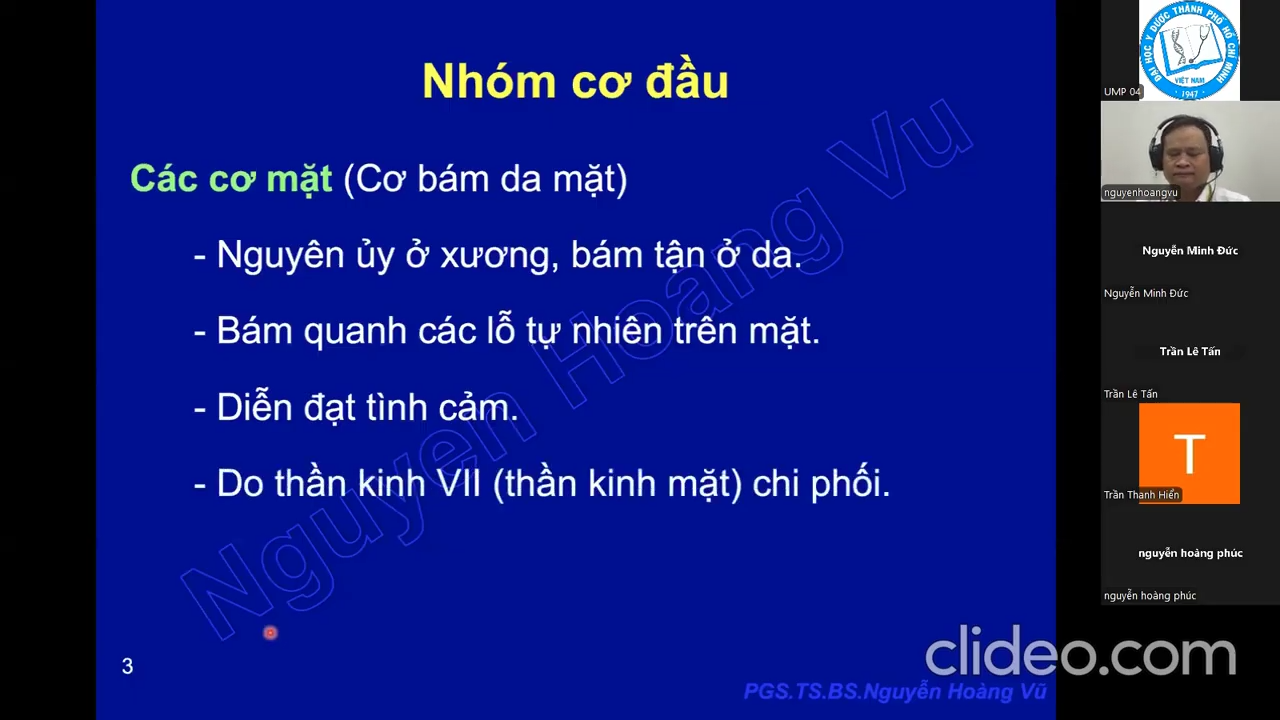 Nhóm cơ đầu
Các cơ mặt (Cơ bám da mặt)
- Nguyên ủy ở xương, bám tận ở da.
- Bám quanh các lỗ tự nhiên trên mặt.
- Diễn đạt tình cảm.
- Do thần kinh VII (thần kinh mặt) chi phối.
Nguyen Hoang Vu
3
PGS.TS.BS.Nguyễn Hoàng Vũ
clideo.com
ĐẠI HỌC Y DƯỢC THÀNH PHỐ HỒ CHÍ MINH
VIỆT NAM
1947
UMP 04
nguyenhoangvu
Nguyễn Minh Đức
Nguyễn Minh Đức
Trần Lê Tấn
Trần Lê Tấn
T
Trần Thanh Hiển
nguyễn hoàng phúc
nguyễn hoàng phúc